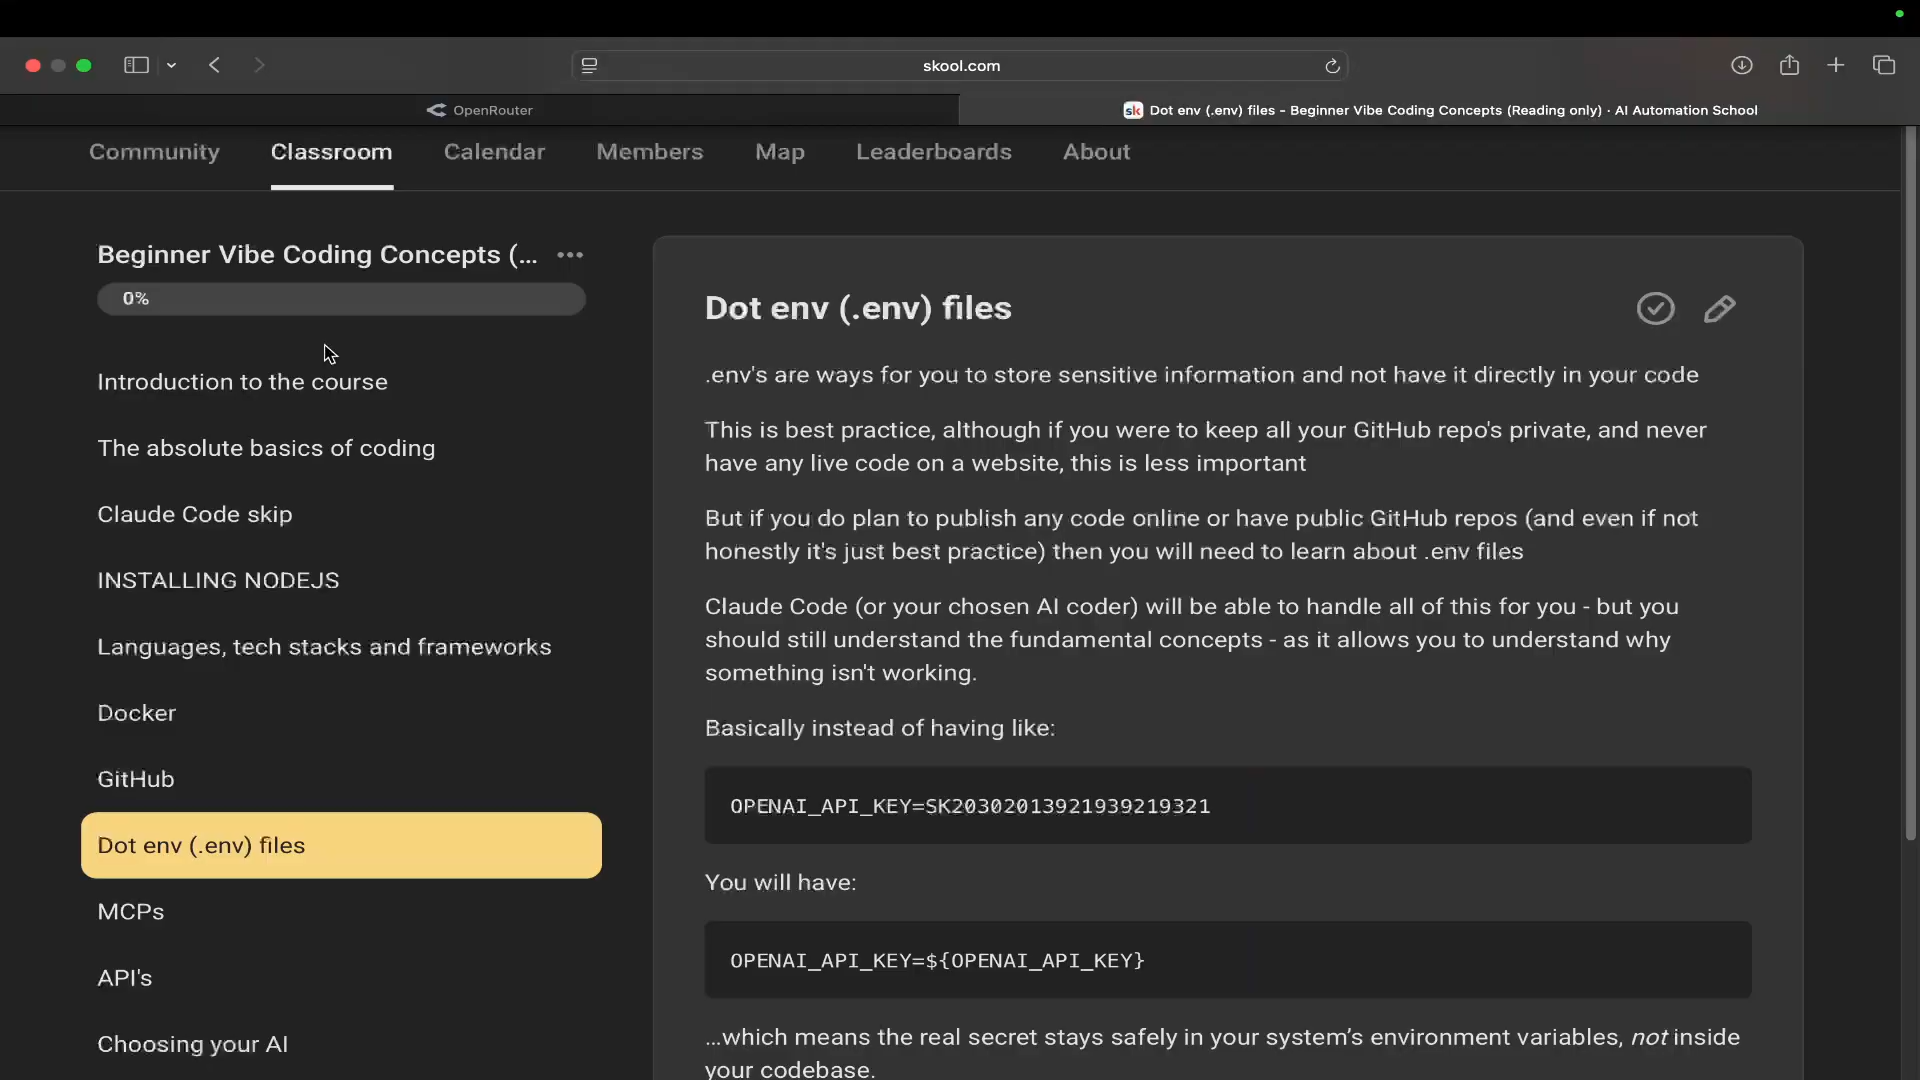 skool.com
OpenRouter
sk Dot env (.env) files - Beginner Vibe Coding Concepts (Reading only) · AI Automation School
Community Classroom Calendar Members Map Leaderboards About
Beginner Vibe Coding Concepts (...
0%
Introduction to the course
The absolute basics of coding
Claude Code skip
INSTALLING NODEJS
Languages, tech stacks and frameworks
Docker
GitHub
Dot env (.env) files
MCPs
API's
Choosing your AI
Dot env (.env) files
.env's are ways for you to store sensitive information and not have it directly in your code
This is best practice, although if you were to keep all your GitHub repo's private, and never
have any live code on a website, this is less important
But if you do plan to publish any code online or have public GitHub repos (and even if not
honestly it's just best practice) then you will need to learn about .env files
Claude Code (or your chosen AI coder) will be able to handle all of this for you - but you
should still understand the fundamental concepts - as it allows you to understand why
something isn't working.
Basically instead of having like:
OPENAI_API_KEY=SK20302013921939219321
You will have:
OPENAI_API_KEY=${OPENAI_API_KEY}
...which means the real secret stays safely in your system’s environment variables, not inside
your codebase.